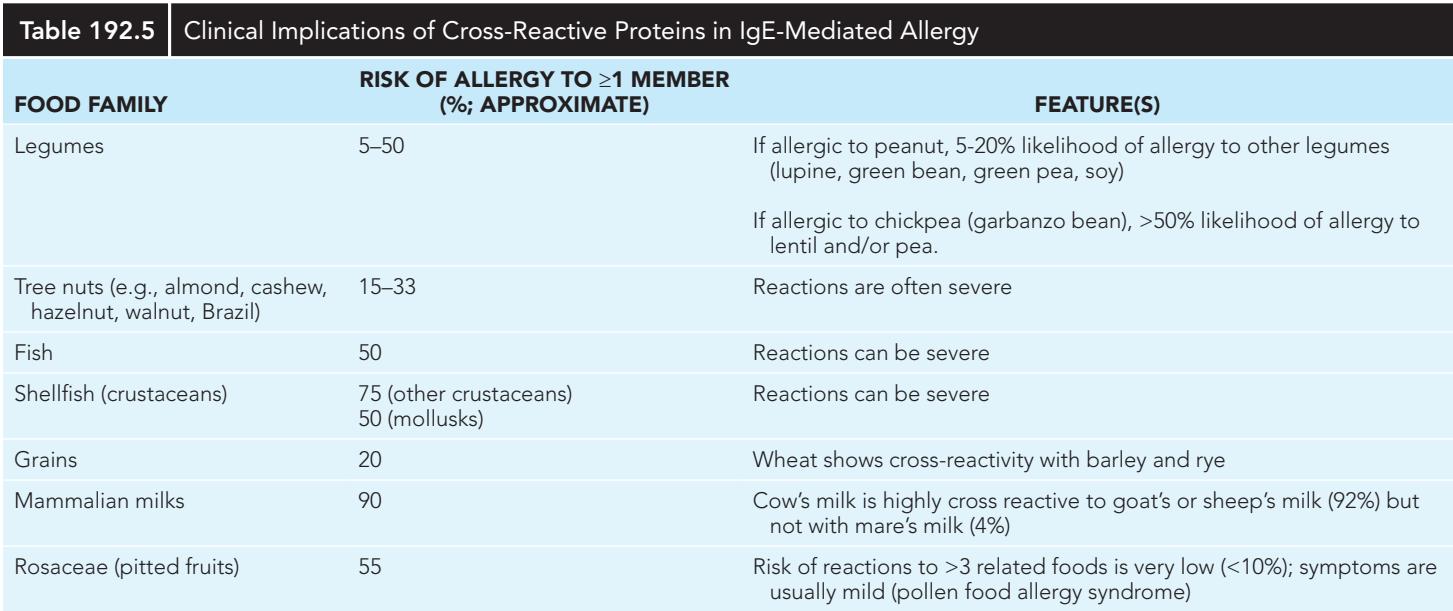 Table 192.5 Clinical Implications of Cross-Reactive Proteins in IgE-Mediated Allergy
FOOD FAMILY
RISK OF ALLERGY TO ≥1 MEMBER
(%; APPROXIMATE)
FEATURE(S)
Legumes
5–50
If allergic to peanut, 5-20% likelihood of allergy to other legumes
(lupine, green bean, green pea, soy)
If allergic to chickpea (garbanzo bean), >50% likelihood of allergy to
lentil and/or pea.
Tree nuts (e.g., almond, cashew,
hazelnut, walnut, Brazil)
15–33
Reactions are often severe
Fish
50
Reactions can be severe
Shellfish (crustaceans)
75 (other crustaceans)
50 (mollusks)
Reactions can be severe
Grains
20
Wheat shows cross-reactivity with barley and rye
Mammalian milks
90
Cow’s milk is highly cross reactive to goat’s or sheep’s milk (92%) but
not with mare’s milk (4%)
Rosaceae (pitted fruits)
55
Risk of reactions to >3 related foods is very low (<10%); symptoms are
usually mild (pollen food allergy syndrome)